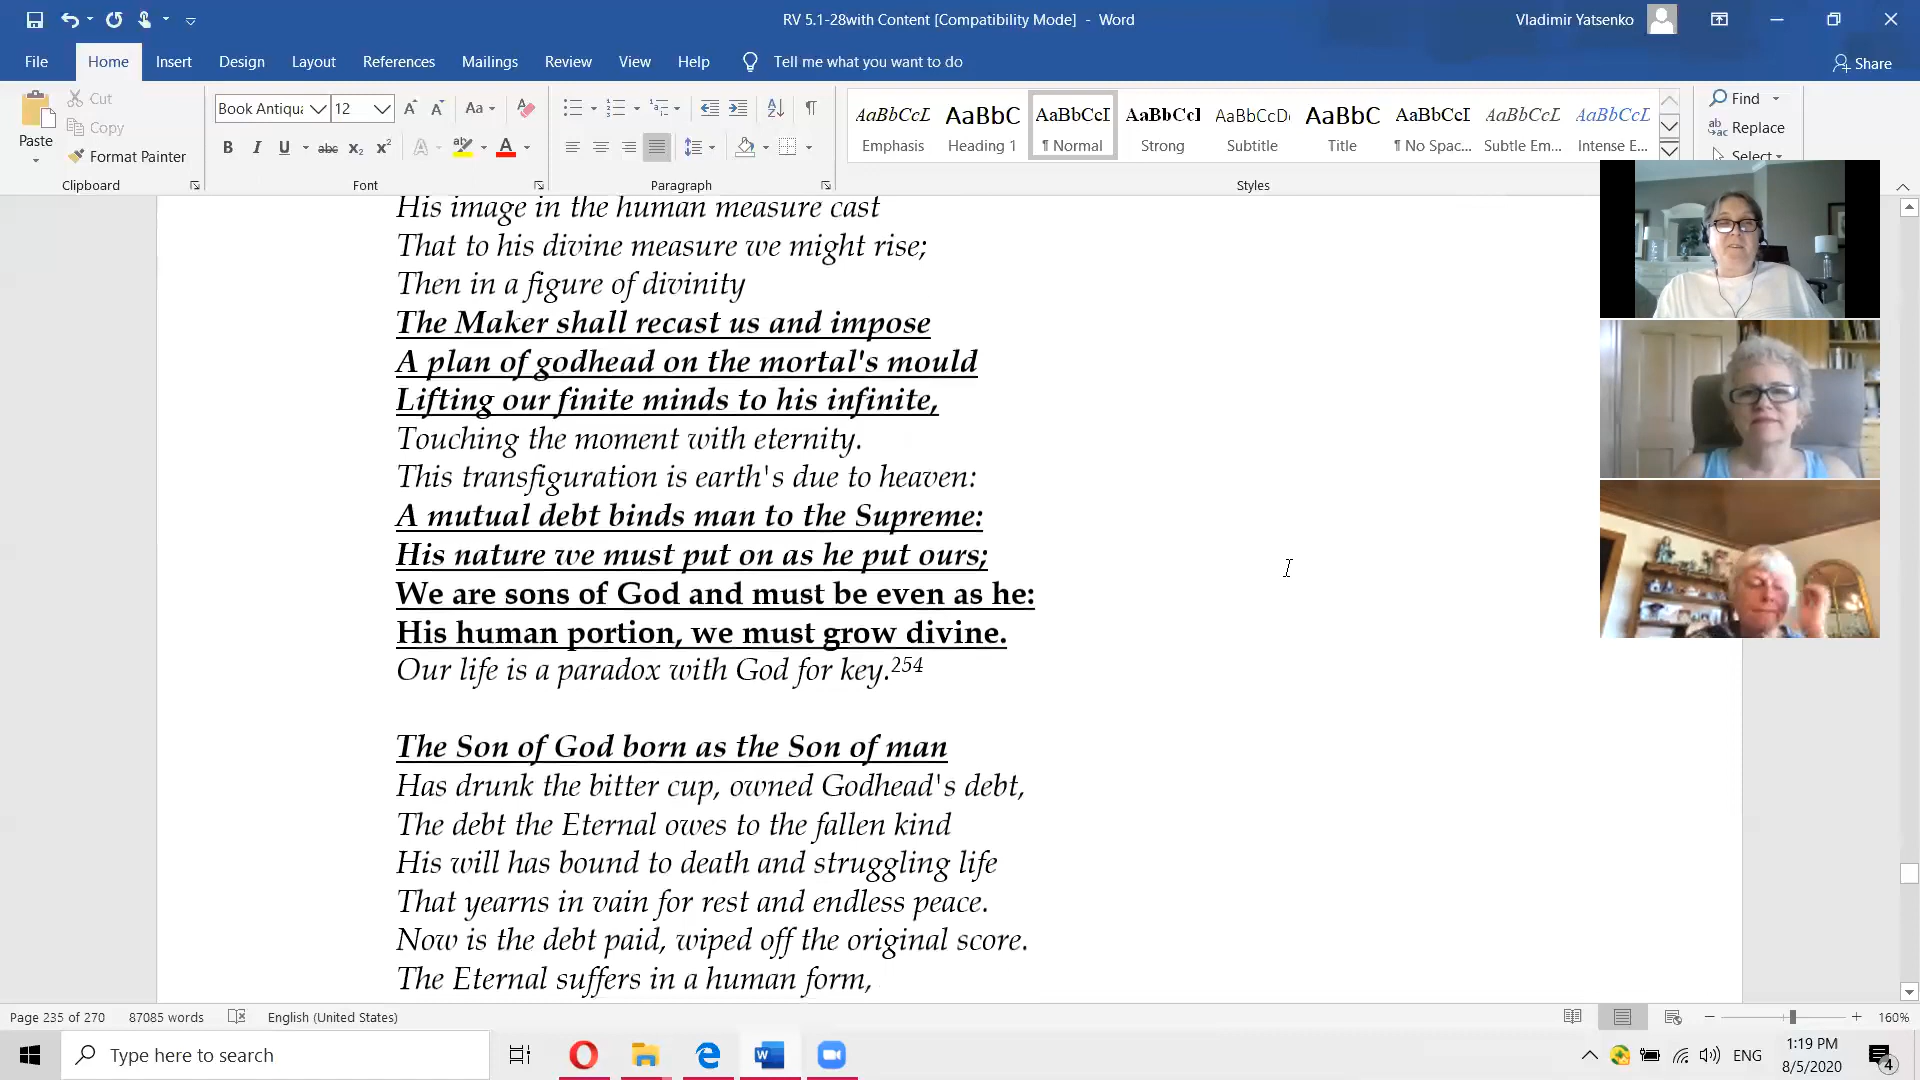 RV 5.1-28with Content [Compatibility Mode] - Word
Vladimir Yatsenko
File Home Insert Design Layout References Mailings Review View Help Tell me what you want to do
Share
Paste
Cut
Copy
Format Painter
Clipboard
Book Antiqua 12
Aa
B I U abc x₂ x² A A
Font
Paragraph
AaBbCcL AaBbC AaBbCcI AaBbCcI AaBbCcD AaBbC AaBbCcI AaBbCcL AaBbCcL
Emphasis Heading 1 ¶ Normal Strong Subtitle Title ¶ No Spac... Subtle Em... Intense E...
Styles
Find
Replace
Select
His image in the human measure cast
That to his divine measure we might rise;
Then in a figure of divinity
The Maker shall recast us and impose
A plan of godhead on the mortal's mould
Lifting our finite minds to his infinite,
Touching the moment with eternity.
This transfiguration is earth's due to heaven:
A mutual debt binds man to the Supreme:
His nature we must put on as he put ours;
We are sons of God and must be even as he:
His human portion, we must grow divine.
Our life is a paradox with God for key.254
The Son of God born as the Son of man
Has drunk the bitter cup, owned Godhead's debt,
The debt the Eternal owes to the fallen kind
His will has bound to death and struggling life
That yearns in vain for rest and endless peace.
Now is the debt paid, wiped off the original score.
The Eternal suffers in a human form,
Page 235 of 270 87085 words English (United States)
160%
Type here to search
ENG
1:19 PM
8/5/2020
4